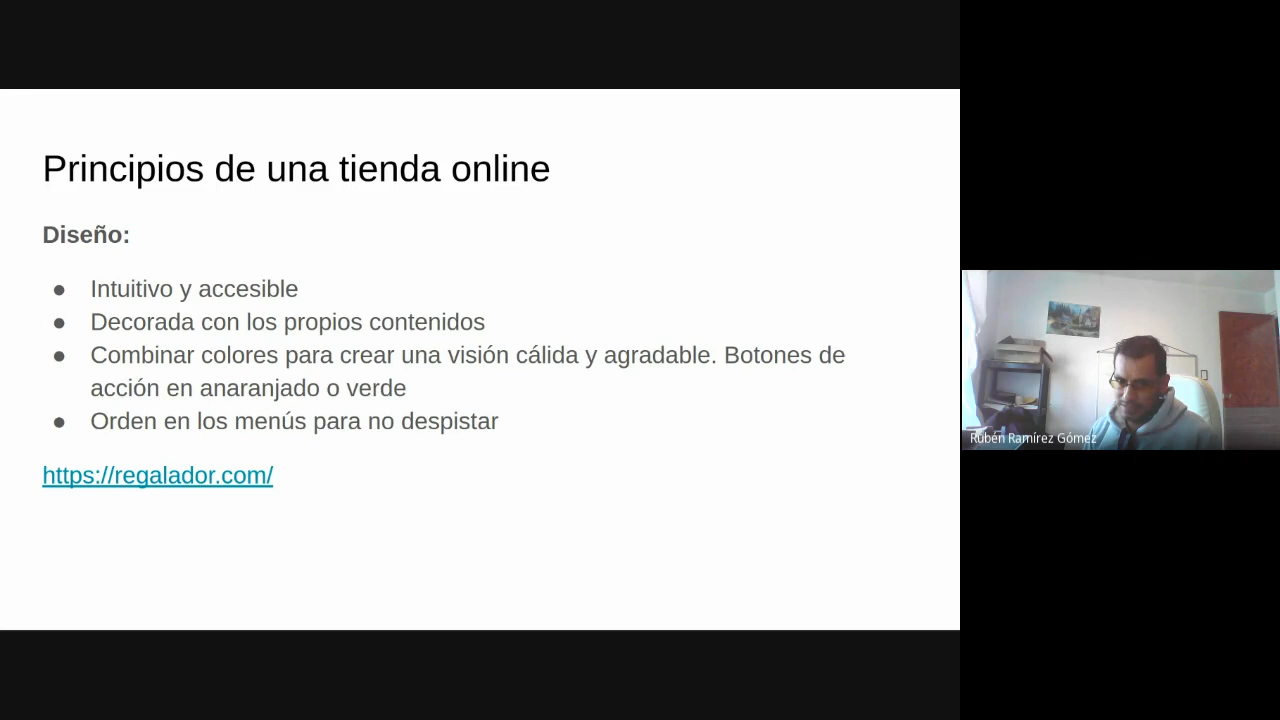 Principios de una tienda online
Diseño:
● Intuitivo y accesible
● Decorada con los propios contenidos
● Combinar colores para crear una visión cálida y agradable. Botones de
acción en anaranjado o verde
● Orden en los menús para no despistar
https://regalador.com/
Rubén Ramírez Gómez